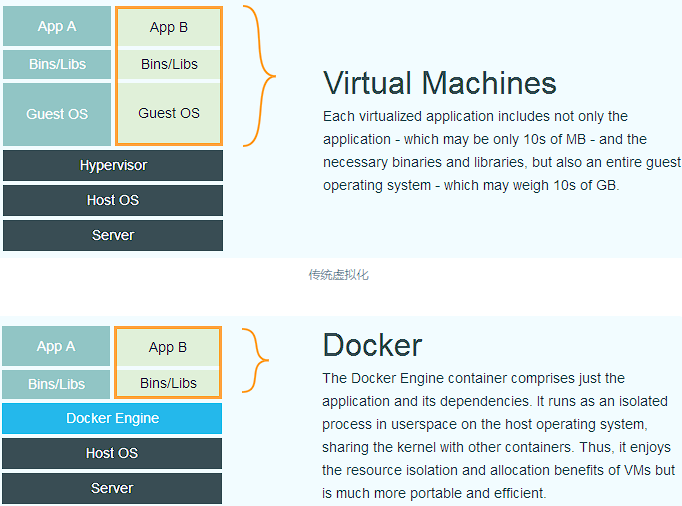 App A
App B
Bins/Libs
Bins/Libs
Guest OS
Guest OS
Hypervisor
Host OS
Server
Virtual Machines
Each virtualized application includes not only the
application - which may be only 10s of MB - and the
necessary binaries and libraries, but also an entire guest
operating system - which may weigh 10s of GB.
传统虚拟化
App A
App B
Bins/Libs
Bins/Libs
Docker Engine
Host OS
Server
Docker
The Docker Engine container comprises just the
application and its dependencies. It runs as an isolated
process in userspace on the host operating system,
sharing the kernel with other containers. Thus, it enjoys
the resource isolation and allocation benefits of VMs but
is much more portable and efficient.